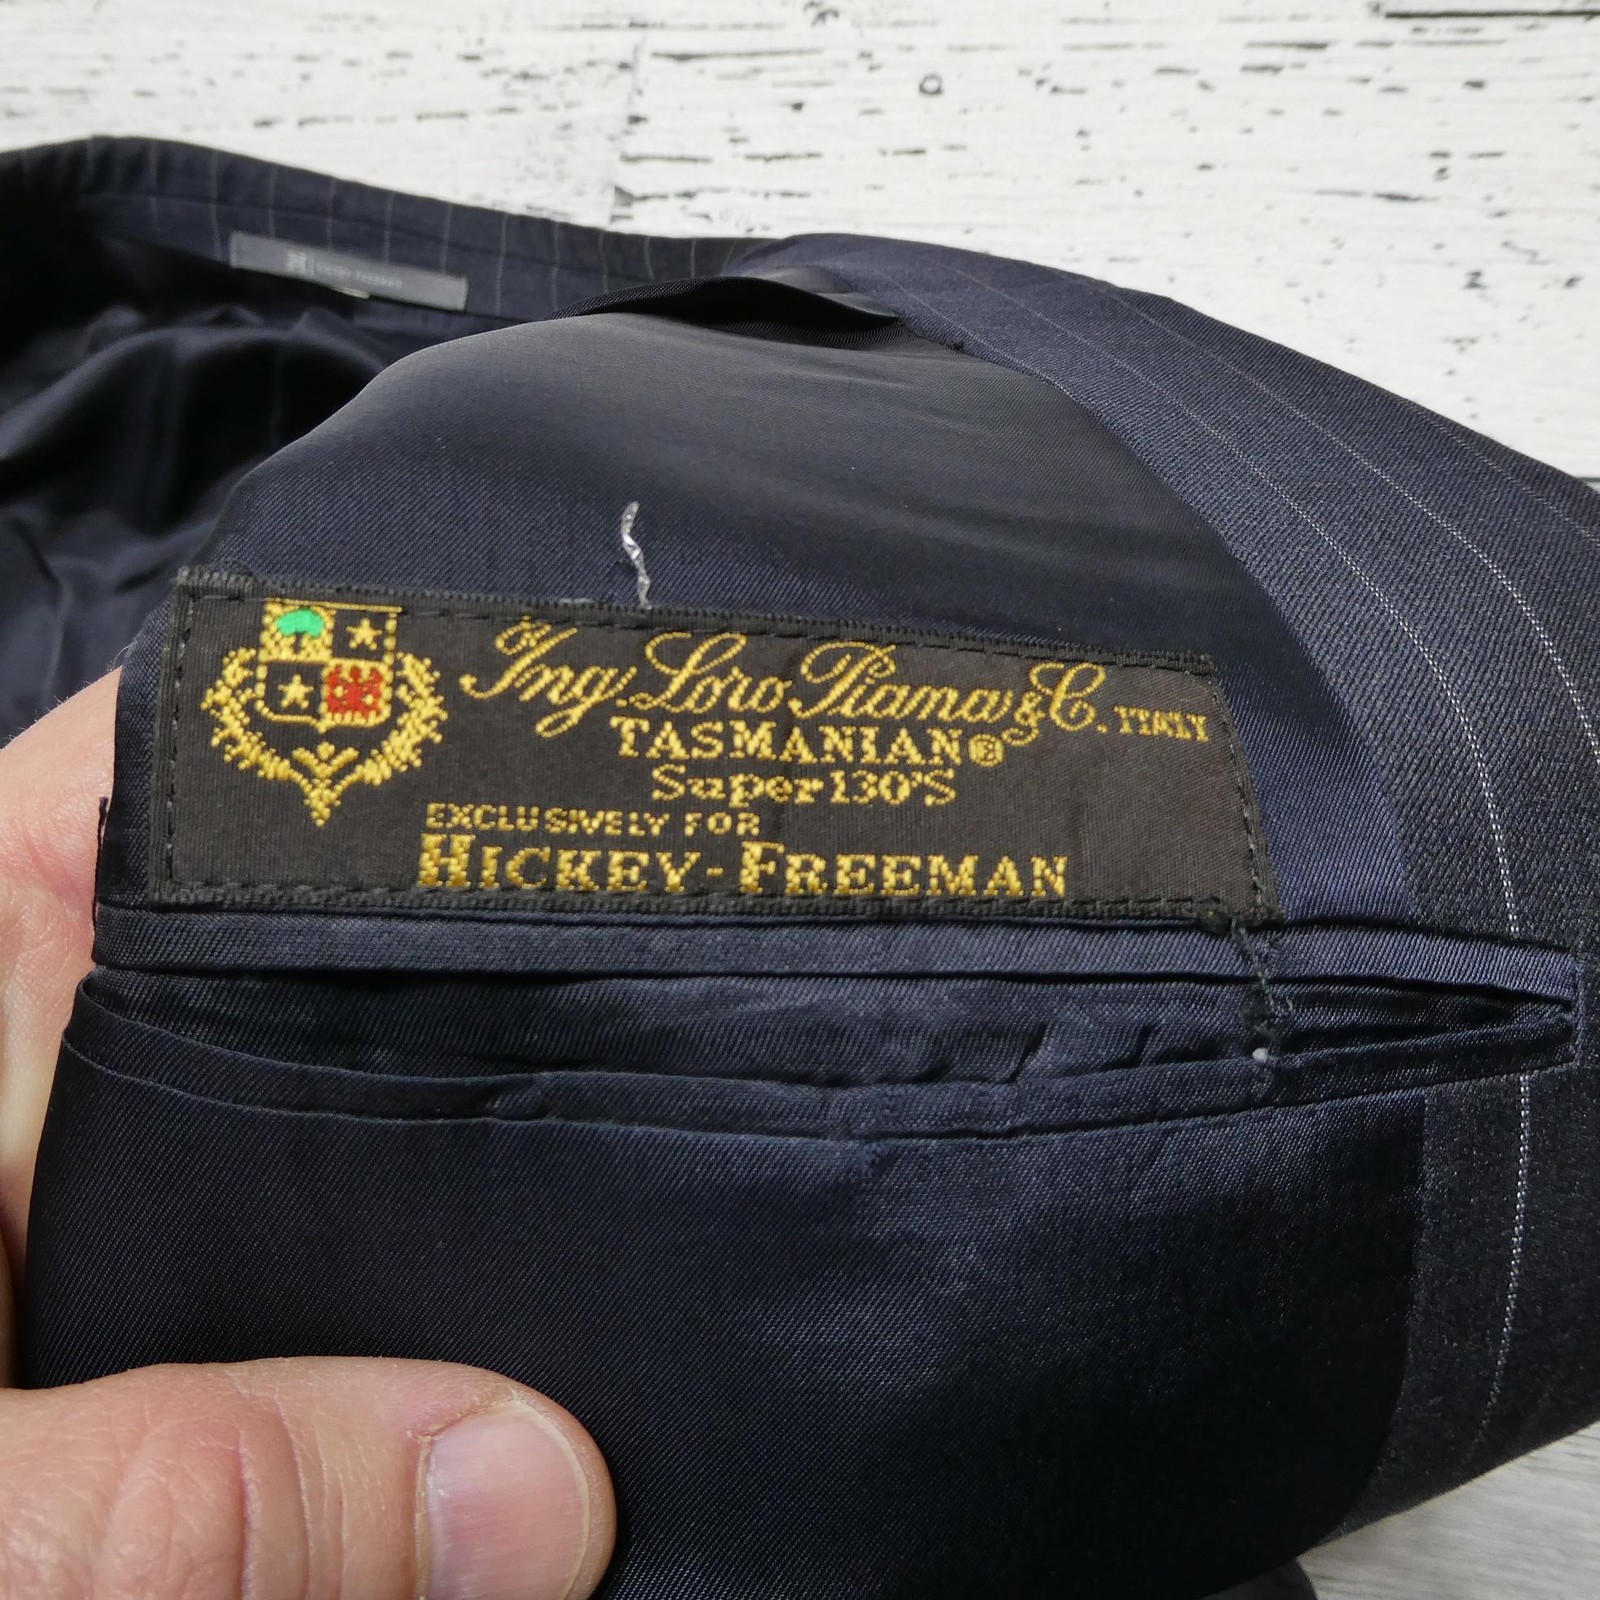 Ing. Loro Piana & C. ITALY
TASMANIAN®
Super 130'S
EXCLUSIVELY FOR
HICKEY-FREEMAN